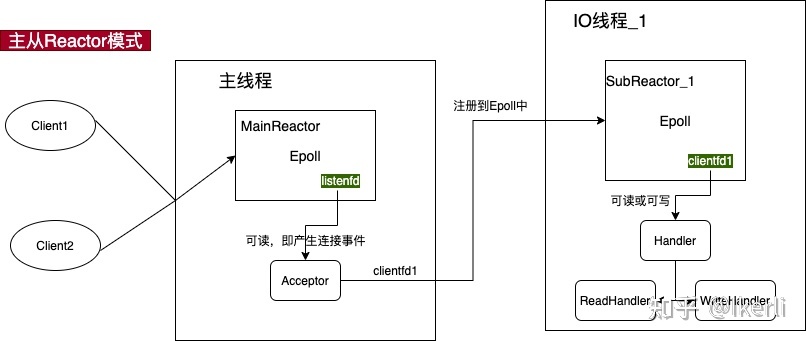 主从Reactor模式
Client1
Client2
主线程
MainReactor
Epoll
listenfd
可读，即产生连接事件
Acceptor
clientfd1
注册到Epoll中
IO线程_1
SubReactor_1
Epoll
clientfd1
可读或可写
Handler
ReadHandler
WriteHandler
知乎 @ikerli